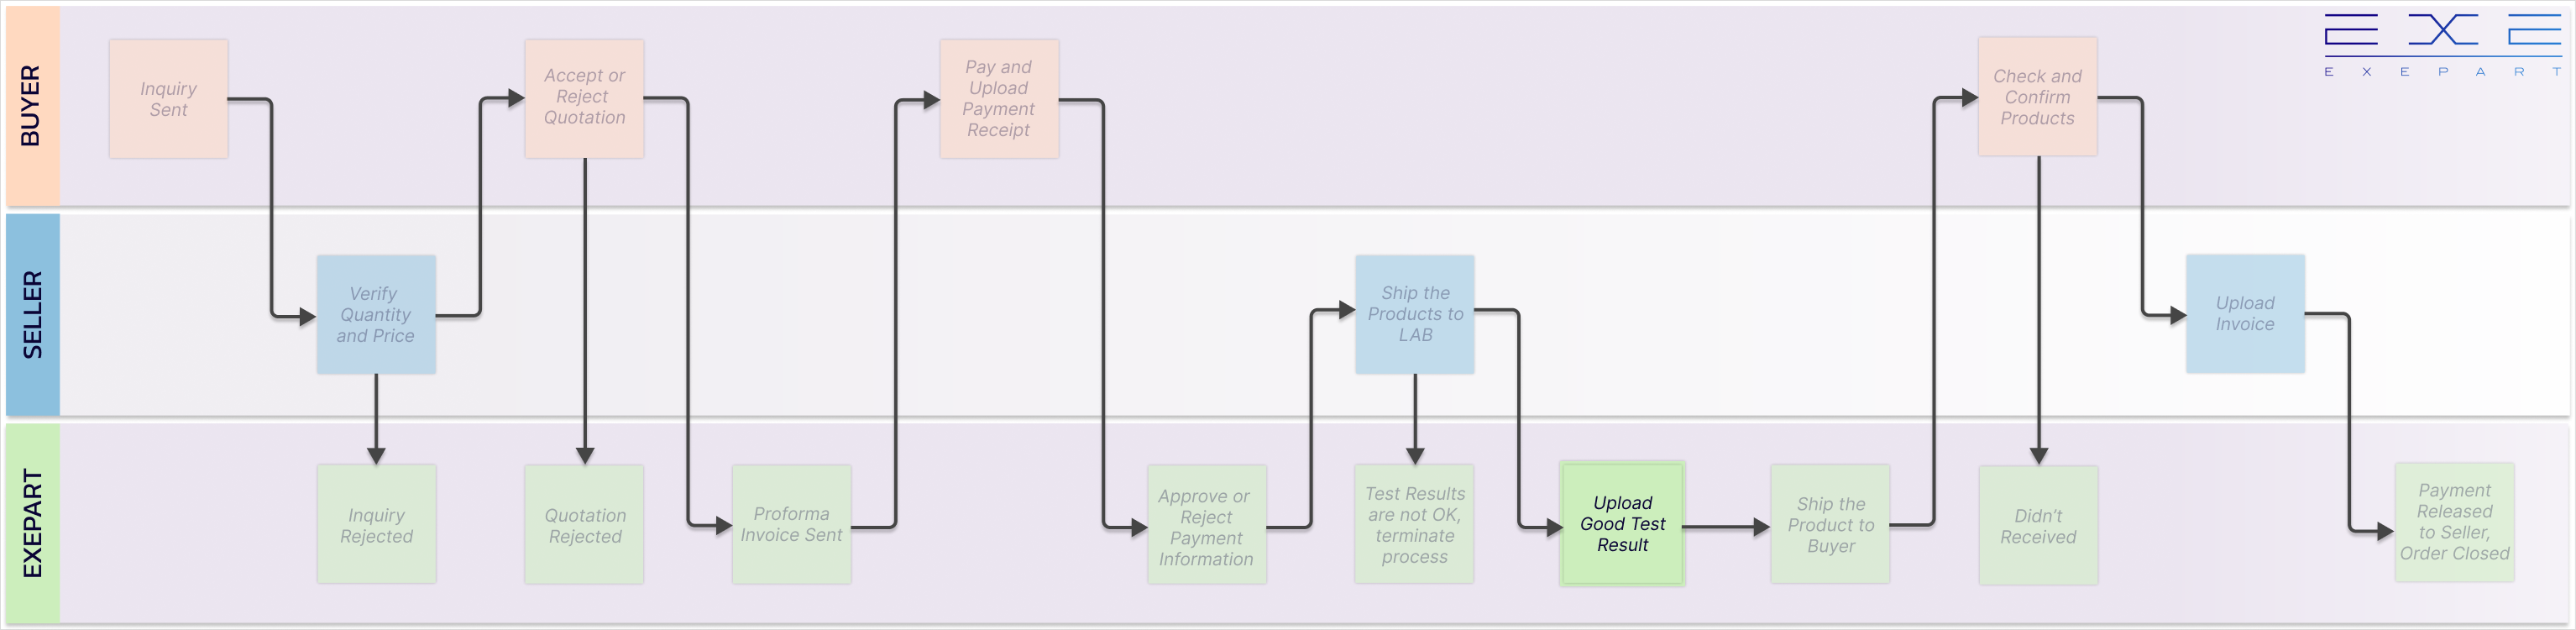 BUYER
Inquiry
Sent
Accept or
Reject
Quotation
Pay and
Upload
Payment
Receipt
Check and
Confirm
Products
EXE
EXEPART
SELLER
Verify
Quantity
and Price
Ship the
Products to
LAB
Upload
Invoice
EXEPART
Inquiry
Rejected
Quotation
Rejected
Proforma
Invoice Sent
Approve or
Reject
Payment
Information
Test Results
are not OK,
terminate
process
Upload
Good Test
Result
Ship the
Product to
Buyer
Didn't
Received
Payment
Released
to Seller,
Order Closed